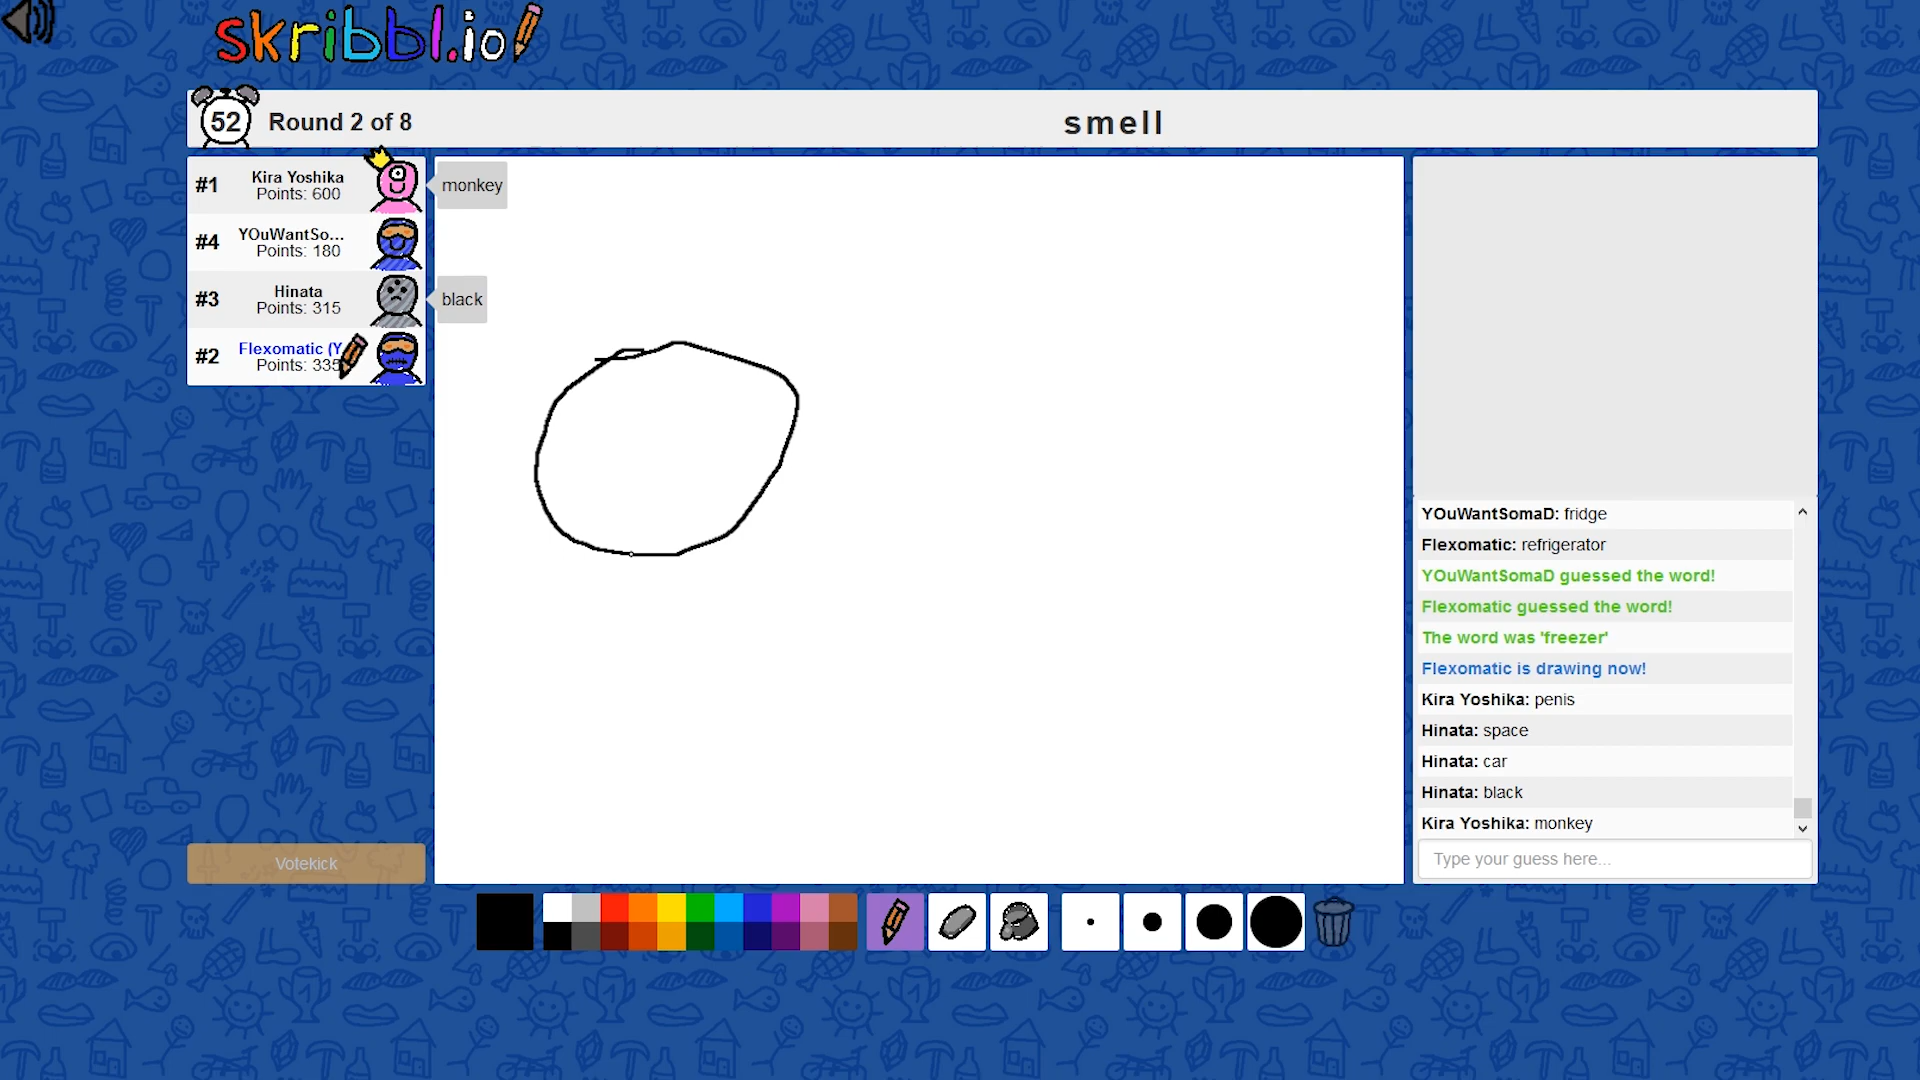 skribbl.io
52
Round 2 of 8
smell
#1
Kira Yoshika
Points: 600
monkey
#4
YOuWantSo...
Points: 180
#3
Hinata
Points: 315
black
#2
Flexomatic (Y
Points: 335
YOuWantSomaD: fridge
Flexomatic: refrigerator
YOuWantSomaD guessed the word!
Flexomatic guessed the word!
The word was 'freezer'
Flexomatic is drawing now!
Kira Yoshika: penis
Hinata: space
Hinata: car
Hinata: black
Kira Yoshika: monkey
Type your guess here...
Votekick